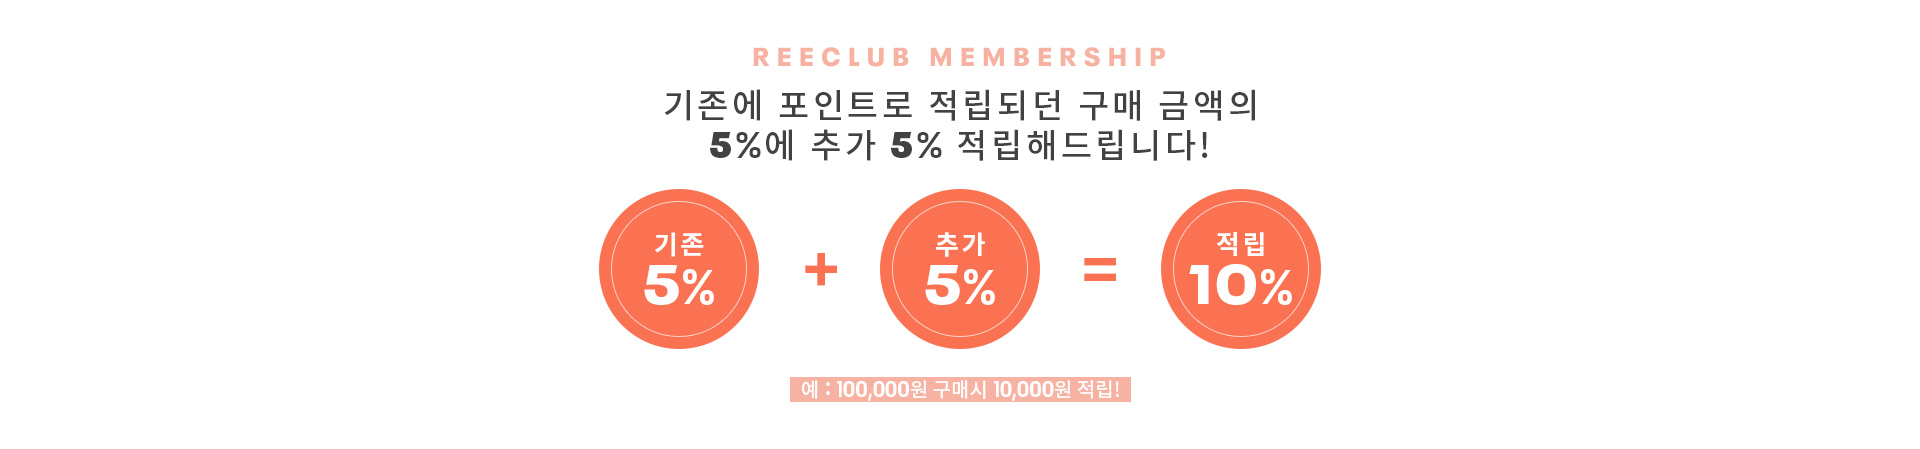 REECLUB MEMBERSHIP
기존에 포인트로 적립되던 구매 금액의
5%에 추가 5% 적립해드립니다!
기존
5%
+
추가
5%
=
적립
10%
예 : 100,000원 구매시 10,000원 적립!